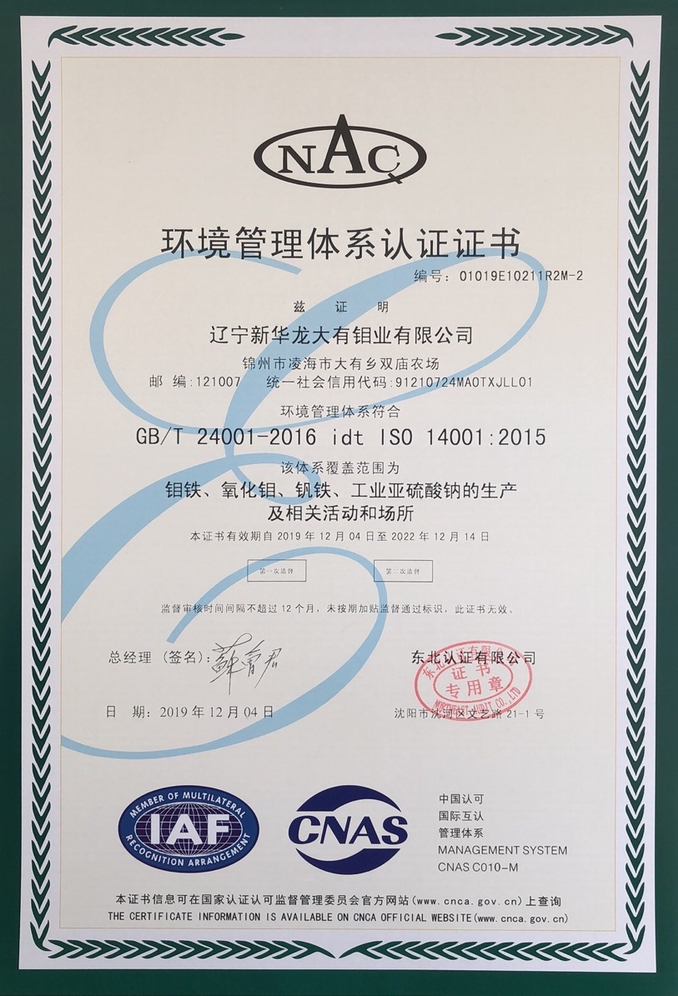 NAC
环境管理体系认证证书
编号：01019E10211R2M-2
兹 证 明
辽宁新华龙大有钼业有限公司
锦州市凌海市大有乡双庙农场
邮 编:121007 统一社会信用代码:91210724MA0TXJLL01
环境管理体系符合
GB/T 24001-2016 idt ISO 14001:2015
该体系覆盖范围为
钼铁、氧化钼、钒铁、工业亚硫酸钠的生产
及相关活动和场所
本证书有效期自 2019 年 12 月 04 日至 2022 年 12 月 14 日
第一次监督 第二次监督
监督审核时间间隔不超过 12 个月，未按期加贴监督通过标识，此证书无效。
总经理 (签名)： 东北认证有限公司
证书
专用章
NORTHEAST AUDIT CO.,LTD
日 期：2019 年 12 月 04 日 沈阳市沈河区文艺路 21-1 号
MEMBER OF MULTILATERAL
IAF
RECOGNITION ARRANGEMENT
CNAS
中国认可
国际互认
管理体系
MANAGEMENT SYSTEM
CNAS C010-M
本证书信息可在国家认证认可监督管理委员会官方网站(www.cnca.gov.cn)上查询
THE CERTIFICATE INFORMATION IS AVAILABLE ON CNCA OFFICIAL WEBSITE(www.cnca.gov.cn)